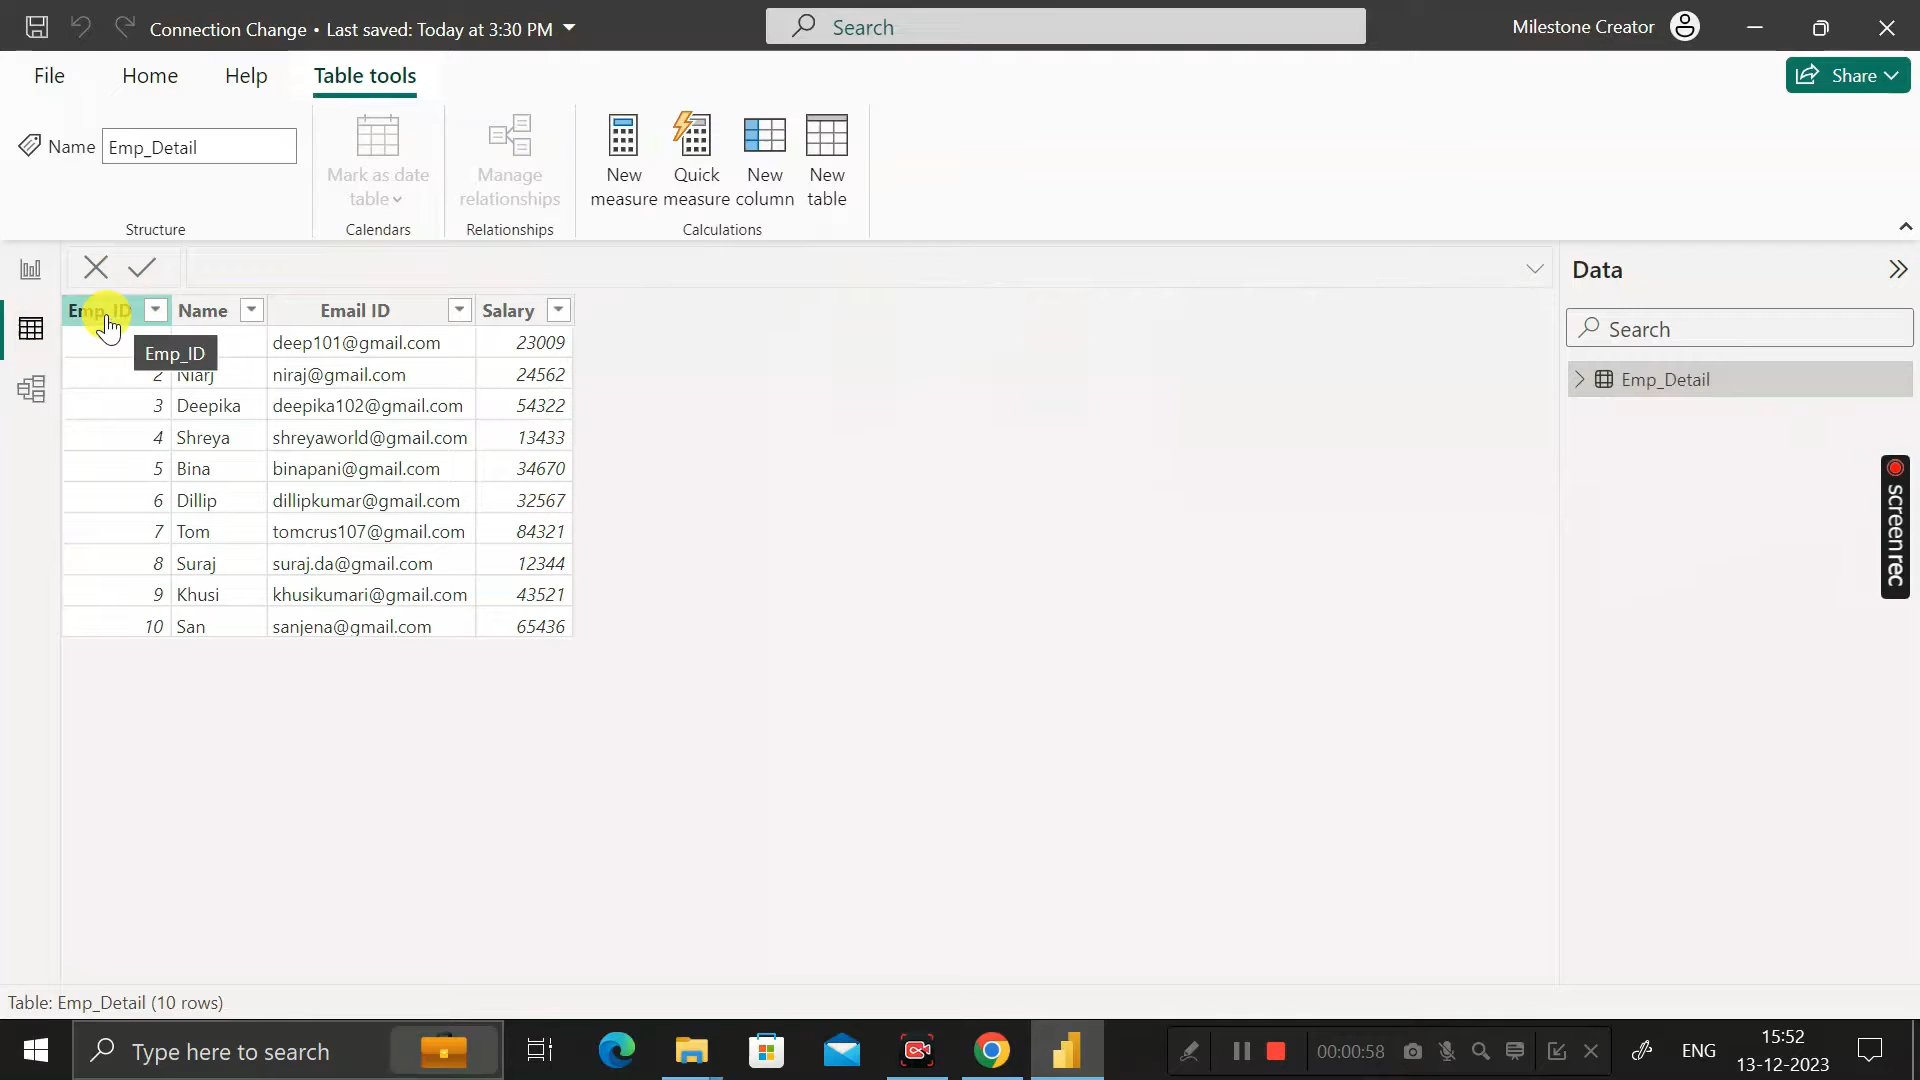 Connection Change • Last saved: Today at 3:30 PM
Search
Milestone Creator
File Home Help Table tools
Share
Name Emp_Detail
Mark as date table
Manage relationships
New measure
Quick measure
New column
New table
Structure
Calendars
Relationships
Calculations
Data
Emp_ID Name Email ID Salary
Search
deep101@gmail.com 23009
Emp_ID
2 Niarj niraj@gmail.com 24562
Emp_Detail
3 Deepika deepika102@gmail.com 54322
4 Shreya shreyaworld@gmail.com 13433
5 Bina binapani@gmail.com 34670
6 Dillip dillipkumar@gmail.com 32567
7 Tom tomcrus107@gmail.com 84321
8 Suraj suraj.da@gmail.com 12344
9 Khusi khusikumari@gmail.com 43521
10 San sanjena@gmail.com 65436
screen rec
Table: Emp_Detail (10 rows)
Type here to search
00:00:58
ENG
15:52
13-12-2023